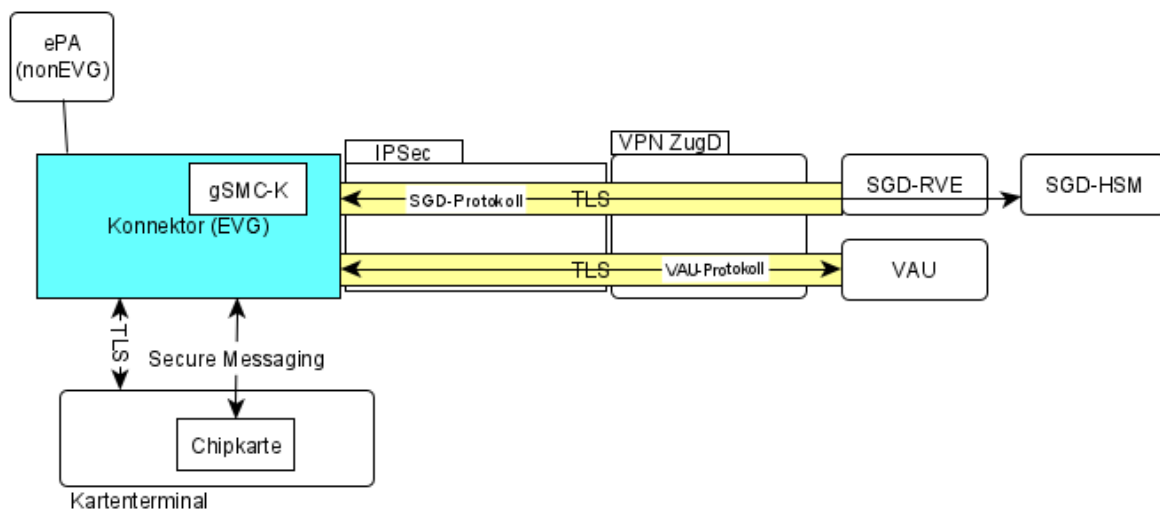 ePA
(nonEVG)
IPSec
VPN ZugD
gSMC-K
Konnektor (EVG)
SGD-Protokoll
TLS
SGD-RVE
SGD-HSM
TLS
VAU-Protokoll
VAU
TLS
Secure Messaging
Chipkarte
Kartenterminal